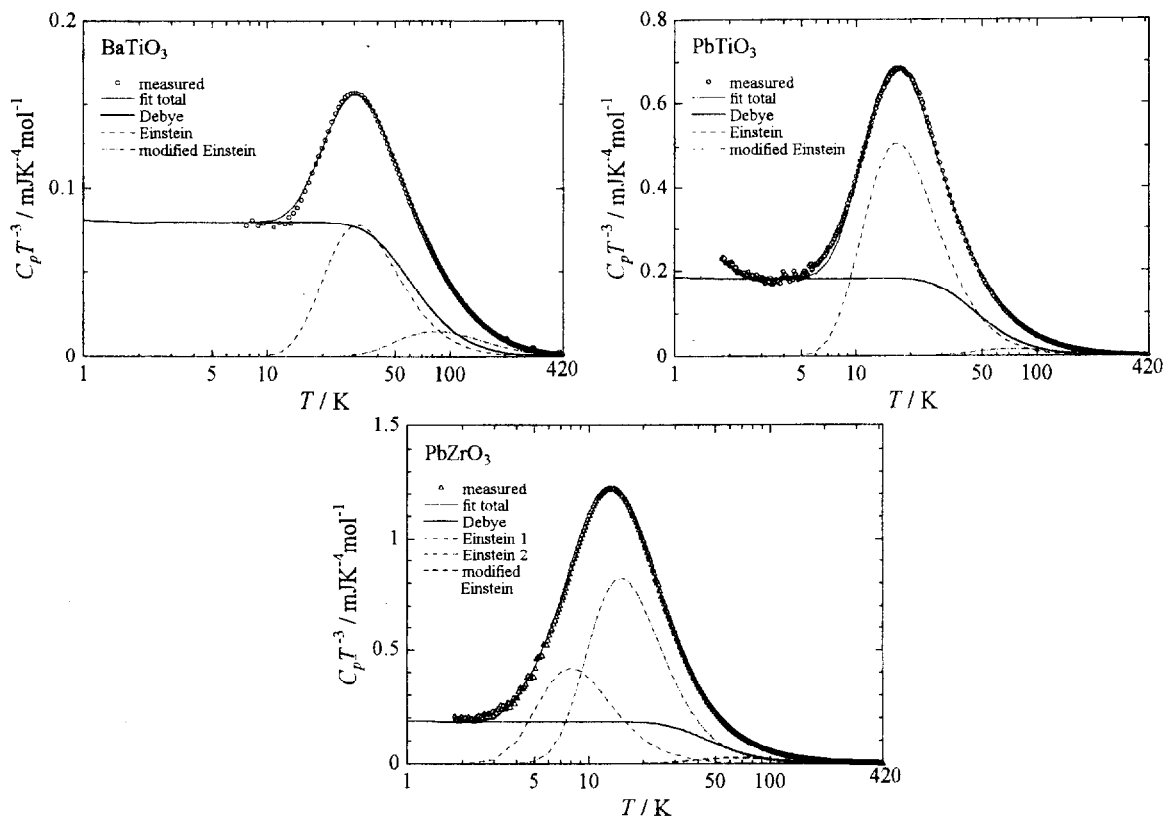 BaTiO₃
measured
fit total
Debye
Einstein
modified Einstein
0.2
0.1
0
CₚT⁻³ / mJK⁻⁴mol⁻¹
1 5 10 50 100 420
T / K
PbTiO₃
measured
fit total
Debye
Einstein
modified Einstein
0.8
0.6
0.4
0.2
0
CₚT⁻³ / mJK⁻⁴mol⁻¹
1 5 10 50 100 420
T / K
PbZrO₃
measured
fit total
Debye
Einstein 1
Einstein 2
modified
Einstein
1.5
1
0.5
0
CₚT⁻³ / mJK⁻⁴mol⁻¹
1 5 10 50 100 420
T / K